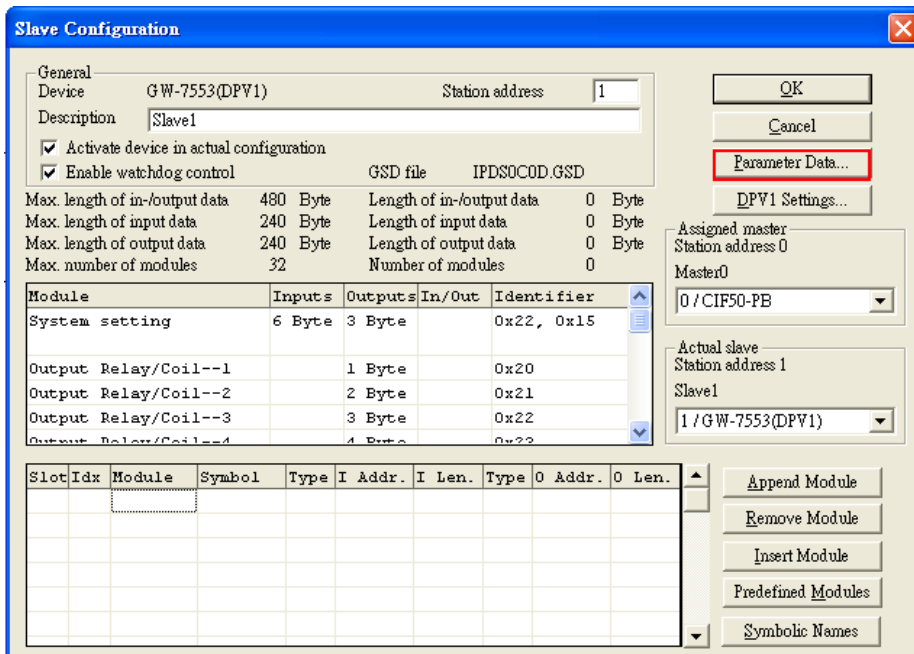 Slave Configuration
General
Device GW-7553(DPV1) Station address 1
Description Slave1
Activate device in actual configuration
Enable watchdog control GSD file IPDS0C0D.GSD
Max. length of in-/output data 480 Byte Length of in-/output data 0 Byte
Max. length of input data 240 Byte Length of input data 0 Byte
Max. length of output data 240 Byte Length of output data 0 Byte
Max. number of modules 32 Number of modules 0
Module Inputs Outputs In/Out Identifier
System setting 6 Byte 3 Byte 0x22, 0x15
Output Relay/Coil--1 1 Byte 0x20
Output Relay/Coil--2 2 Byte 0x21
Output Relay/Coil--3 3 Byte 0x22
Output Relay/Coil--4 4 Byte 0x23
Slot Idx Module Symbol Type I Addr. I Len. Type O Addr. O Len.
OK
Cancel
Parameter Data...
DPV1 Settings...
Assigned master
Station address 0
Master0
0 / CIF50-PB
Actual slave
Station address 1
Slave1
1 / GW-7553(DPV1)
Append Module
Remove Module
Insert Module
Predefined Modules
Symbolic Names